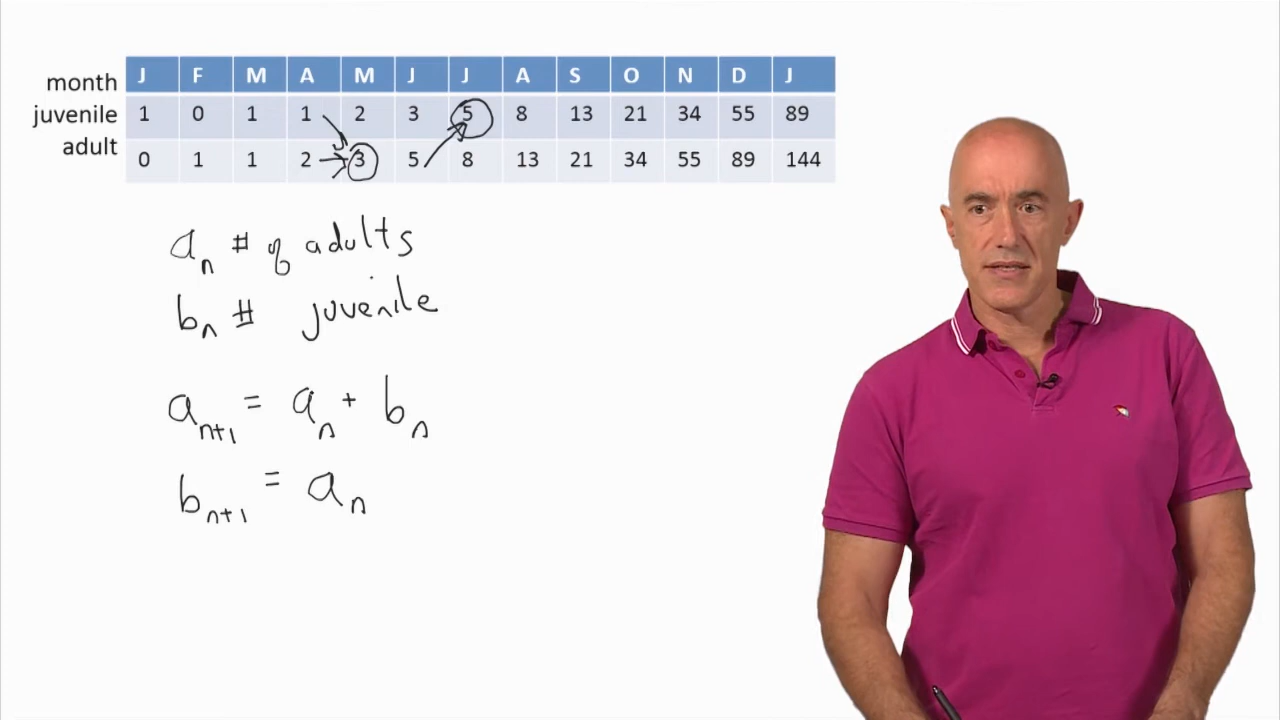 month J F M A M J J A S O N D J
juvenile 1 0 1 1 2 3 5 8 13 21 34 55 89
adult 0 1 1 2 3 5 8 13 21 34 55 89 144
a_n # of adults
b_n # juvenile
a_{n+1} = a_n + b_n
b_{n+1} = a_n